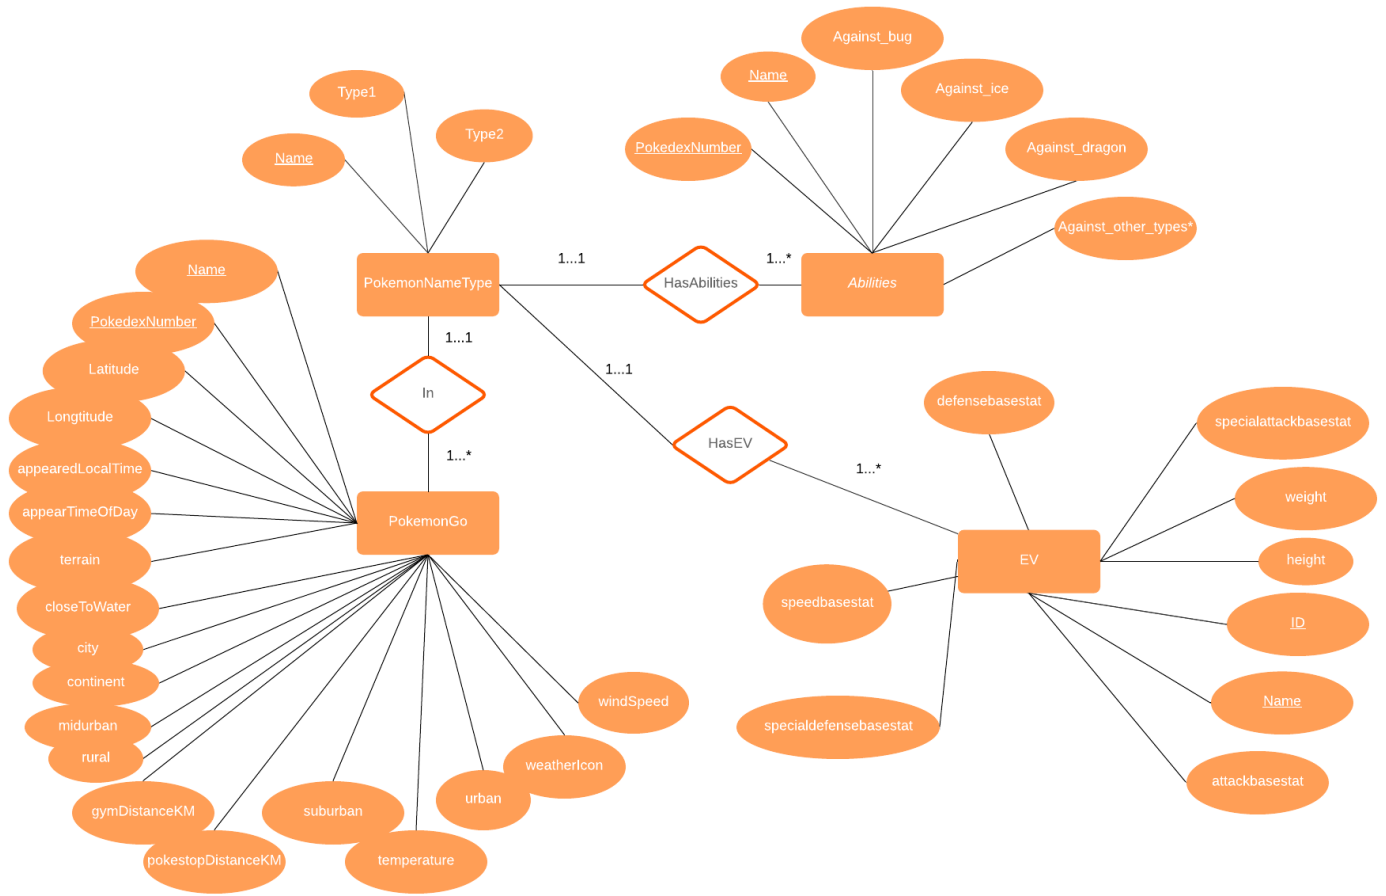 Against_bug
Name
Against_ice
Type1
Type2
Name
PokedexNumber
Against_dragon
Against_other_types*
PokemonNameType
1...1
HasAbilities
1...*
Abilities
Name
PokedexNumber
Latitude
Longtitude
appearedLocalTime
appearTimeOfDay
terrain
closeToWater
city
continent
midurban
rural
gymDistanceKM
pokestopDistanceKM
suburban
temperature
urban
weatherIcon
windSpeed
1...1
In
1...*
PokemonGo
1...1
HasEV
1...*
defensebasestat
specialattackbasestat
weight
height
EV
speedbasestat
ID
Name
specialdefensebasestat
attackbasestat